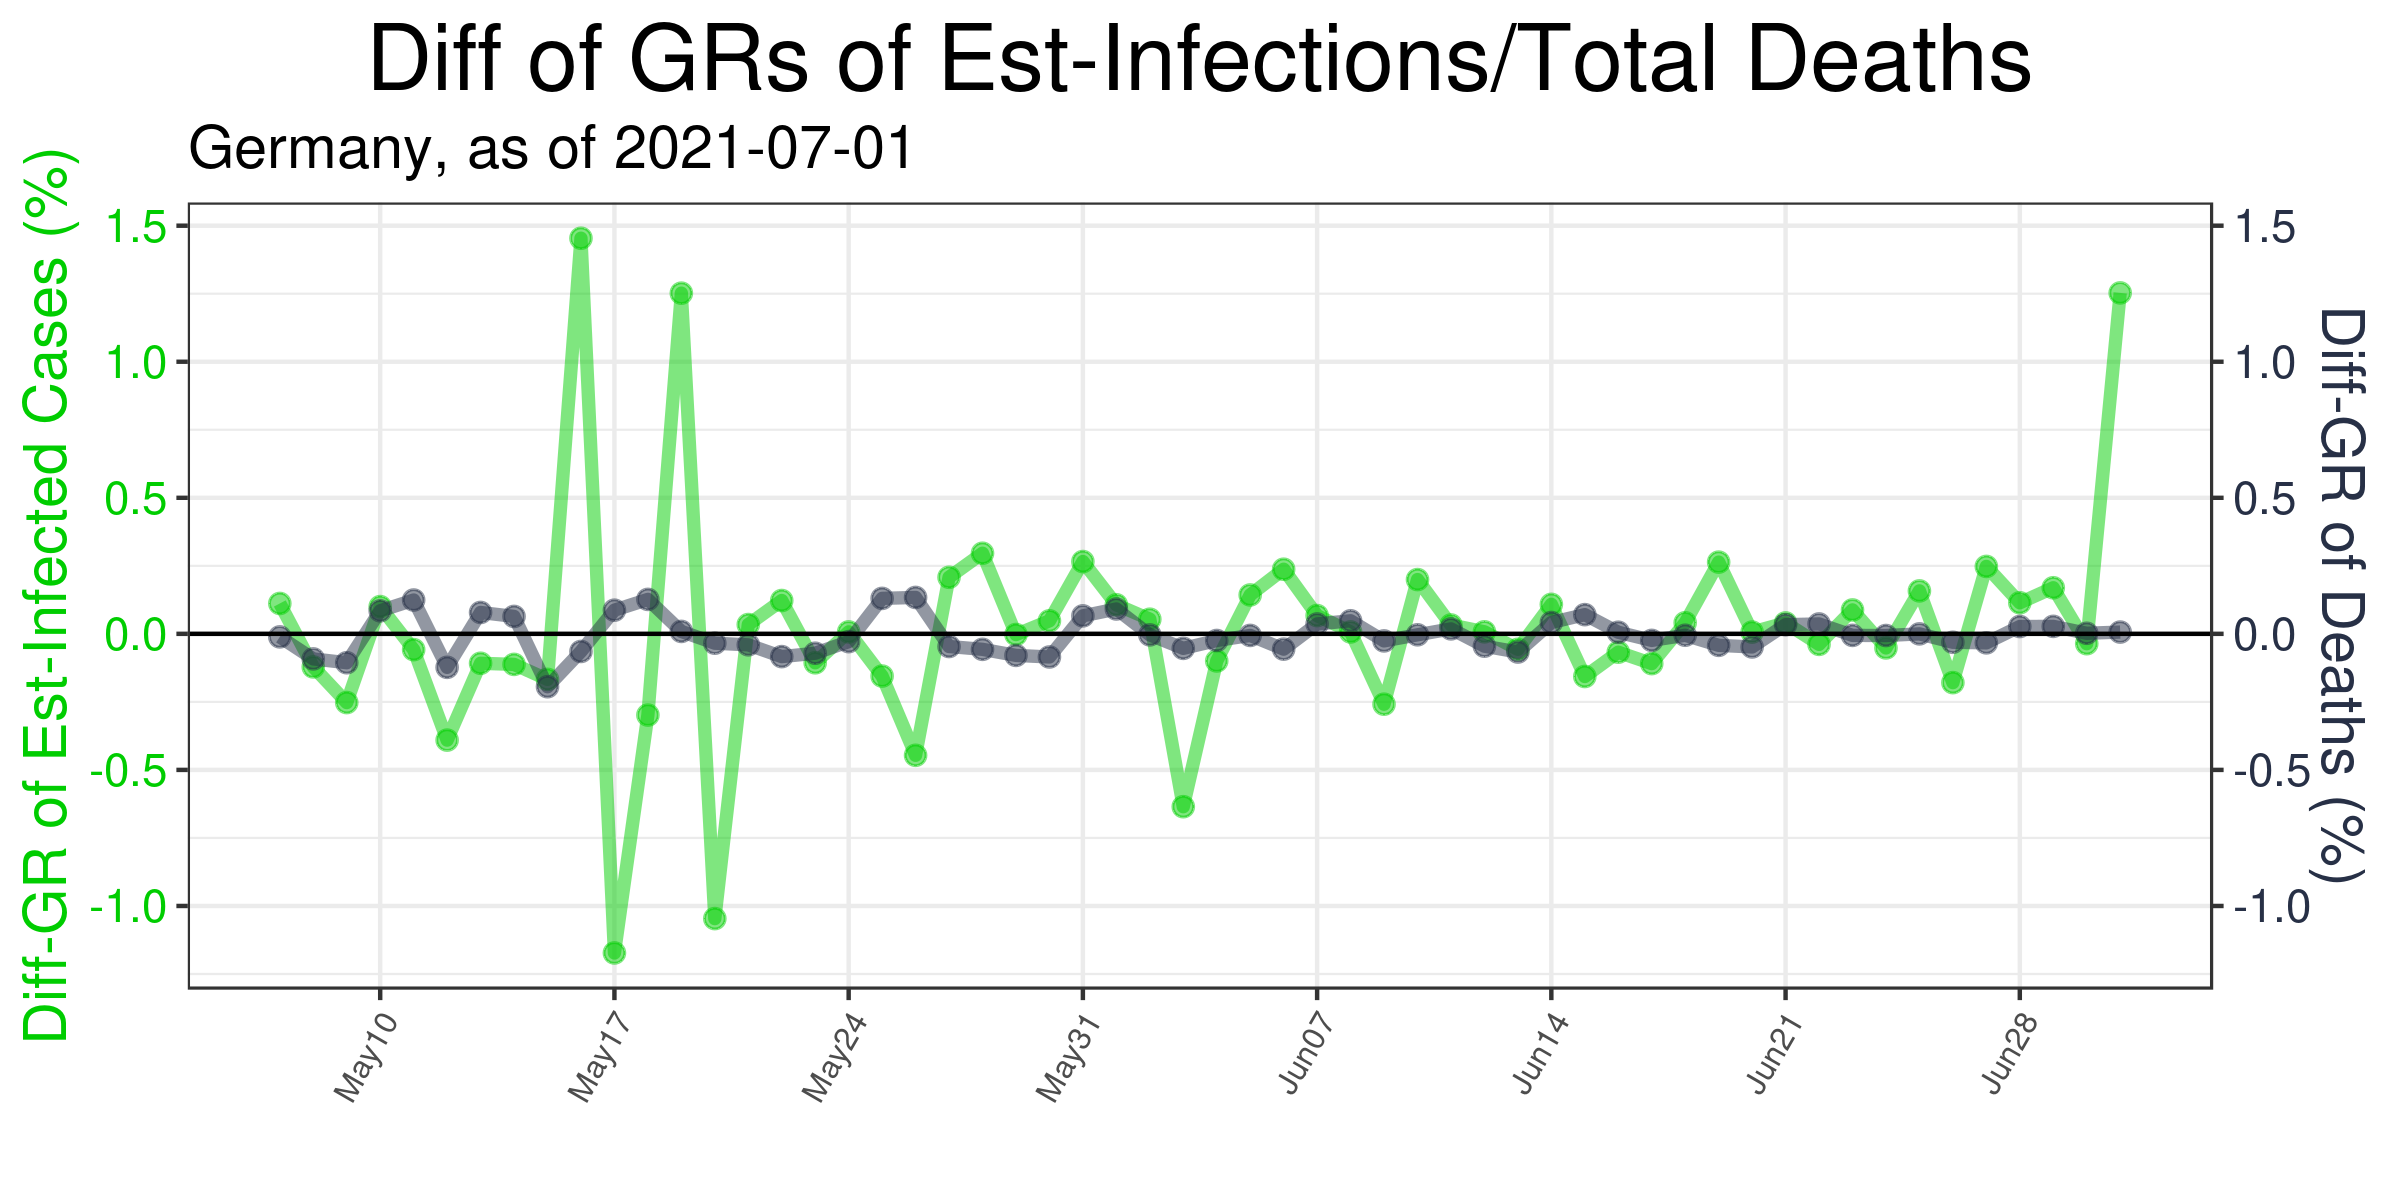 Diff of GRs of Est-Infections/Total Deaths
Germany, as of 2021-07-01
Diff-GR of Est-Infected Cases (%)
1.5
1.0
0.5
0.0
-0.5
-1.0
1.5
1.0
0.5
0.0
-0.5
-1.0
Diff-GR of Deaths (%)
May10
May17
May24
May31
Jun07
Jun14
Jun21
Jun28